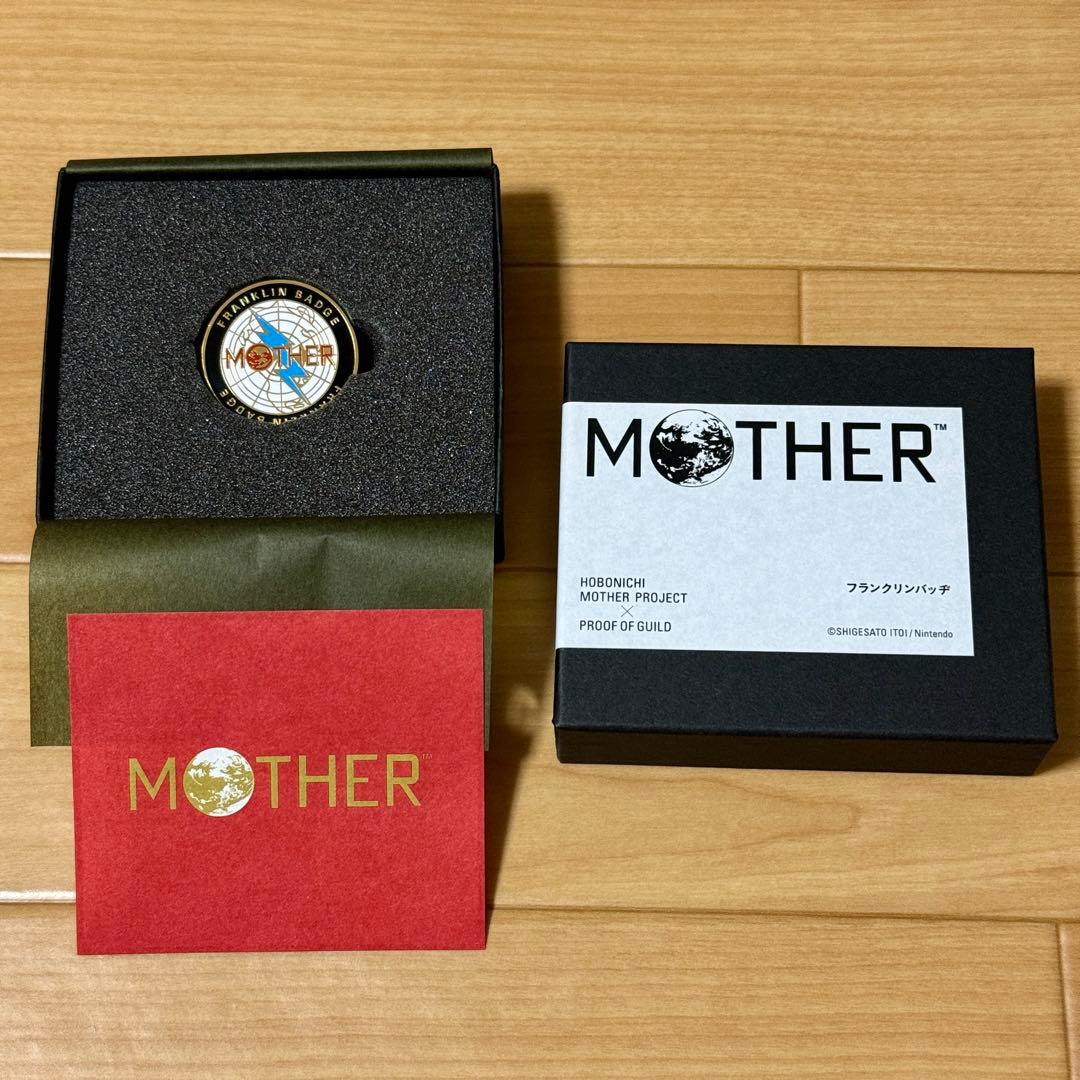 FRANKLIN BADGE
MOTHER
FRANKLIN BADGE
MOTHER™
HOBONICHI
MOTHER PROJECT
×
PROOF OF GUILD
フランクリンバッヂ
©SHIGESATO ITOI / Nintendo
MOTHER™